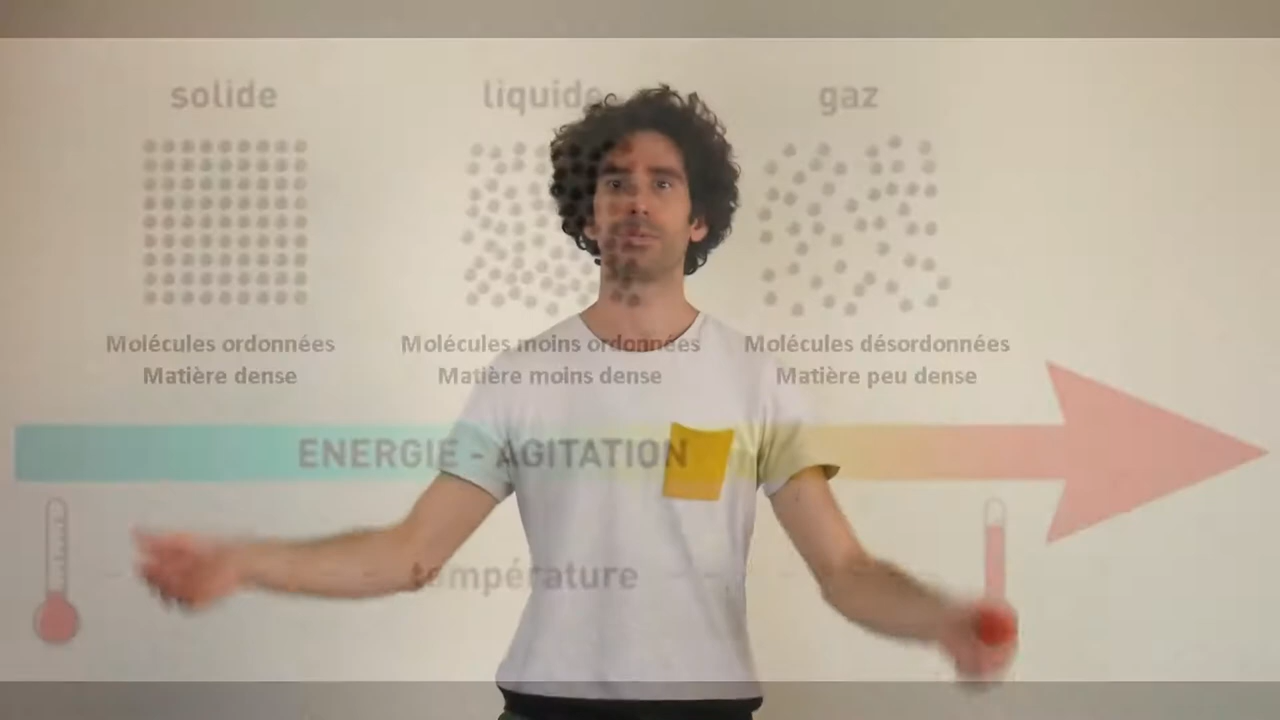 solide
liquide
gaz
Molécules ordonnées
Matière dense
Molécules moins ordonnées
Matière moins dense
Molécules désordonnées
Matière peu dense
ENERGIE - AGITATION
température